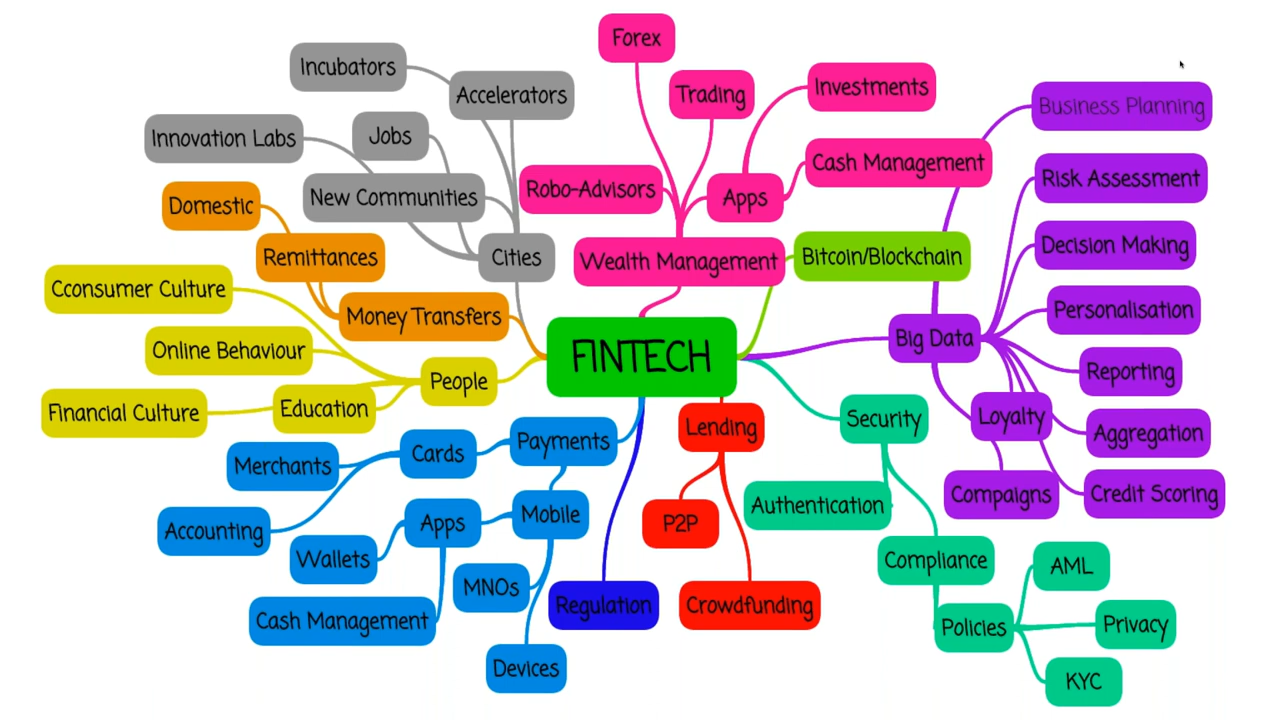 Forex
Incubators
Accelerators
Trading
Investments
Business Planning
Innovation Labs
Jobs
Cash Management
Risk Assessment
New Communities
Robo-Advisors
Apps
Domestic
Remittances
Cities
Wealth Management
Bitcoin/Blockchain
Decision Making
Cconsumer Culture
Money Transfers
Personalisation
Online Behaviour
FINTECH
Big Data
People
Reporting
Financial Culture
Education
Lending
Security
Loyalty
Aggregation
Merchants
Cards
Payments
Compaigns
Credit Scoring
Accounting
Apps
Mobile
P2P
Authentication
Wallets
MNOs
Compliance
AML
Cash Management
Regulation
Crowdfunding
Policies
Privacy
Devices
KYC